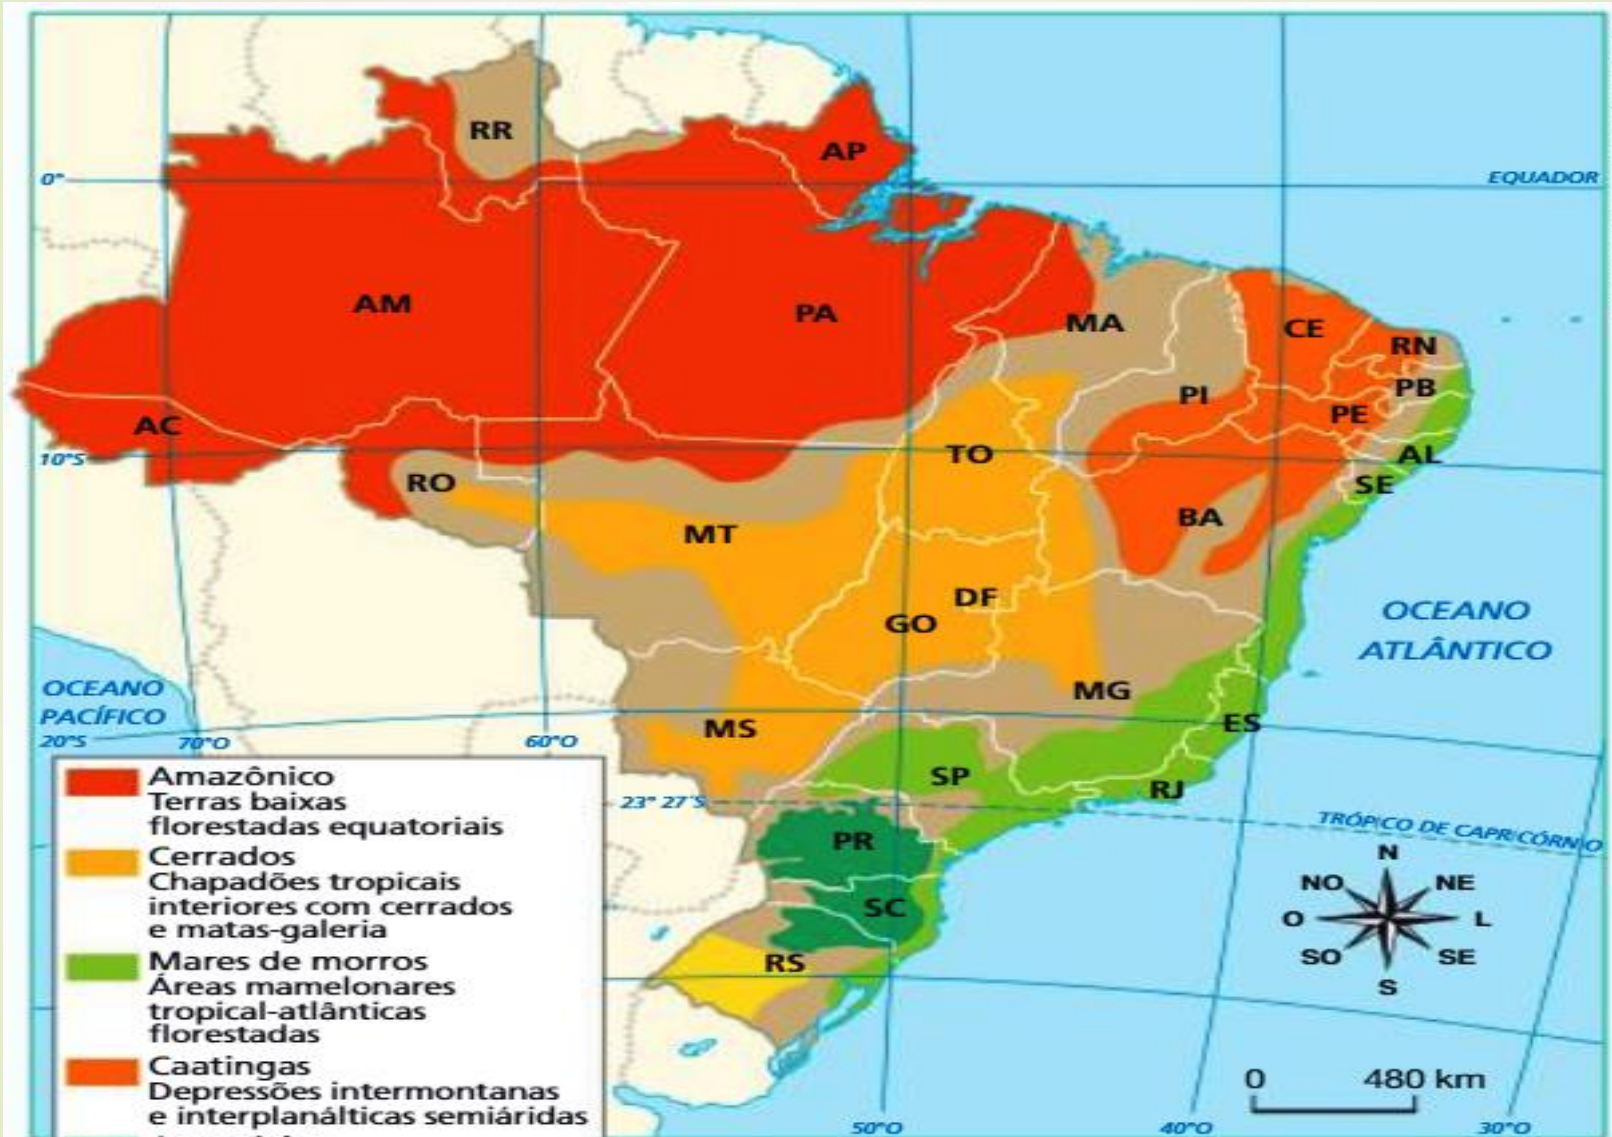 RR
AP
0°
EQUADOR
AM
PA
MA
CE
RN
PI
PB
PE
AC
10°S
TO
AL
RO
SE
MT
BA
DF
GO
OCEANO
ATLÂNTICO
OCEANO
PACÍFICO
20°S
70°O
60°O
MG
MS
ES
SP
RJ
23° 27´S
TRÓPICO DE CAPRICÓRNIO
PR
SC
RS
N
NO
NE
O
L
SO
SE
S
Amazônico
Terras baixas
florestadas equatoriais
Cerrados
Chapadões tropicais
interiores com cerrados
e matas-galeria
Mares de morros
Áreas mamelonares
tropical-atlânticas
florestadas
Caatingas
Depressões intermontanas
e interplanálticas semiáridas
0
480 km
50°O
40°O
30°O